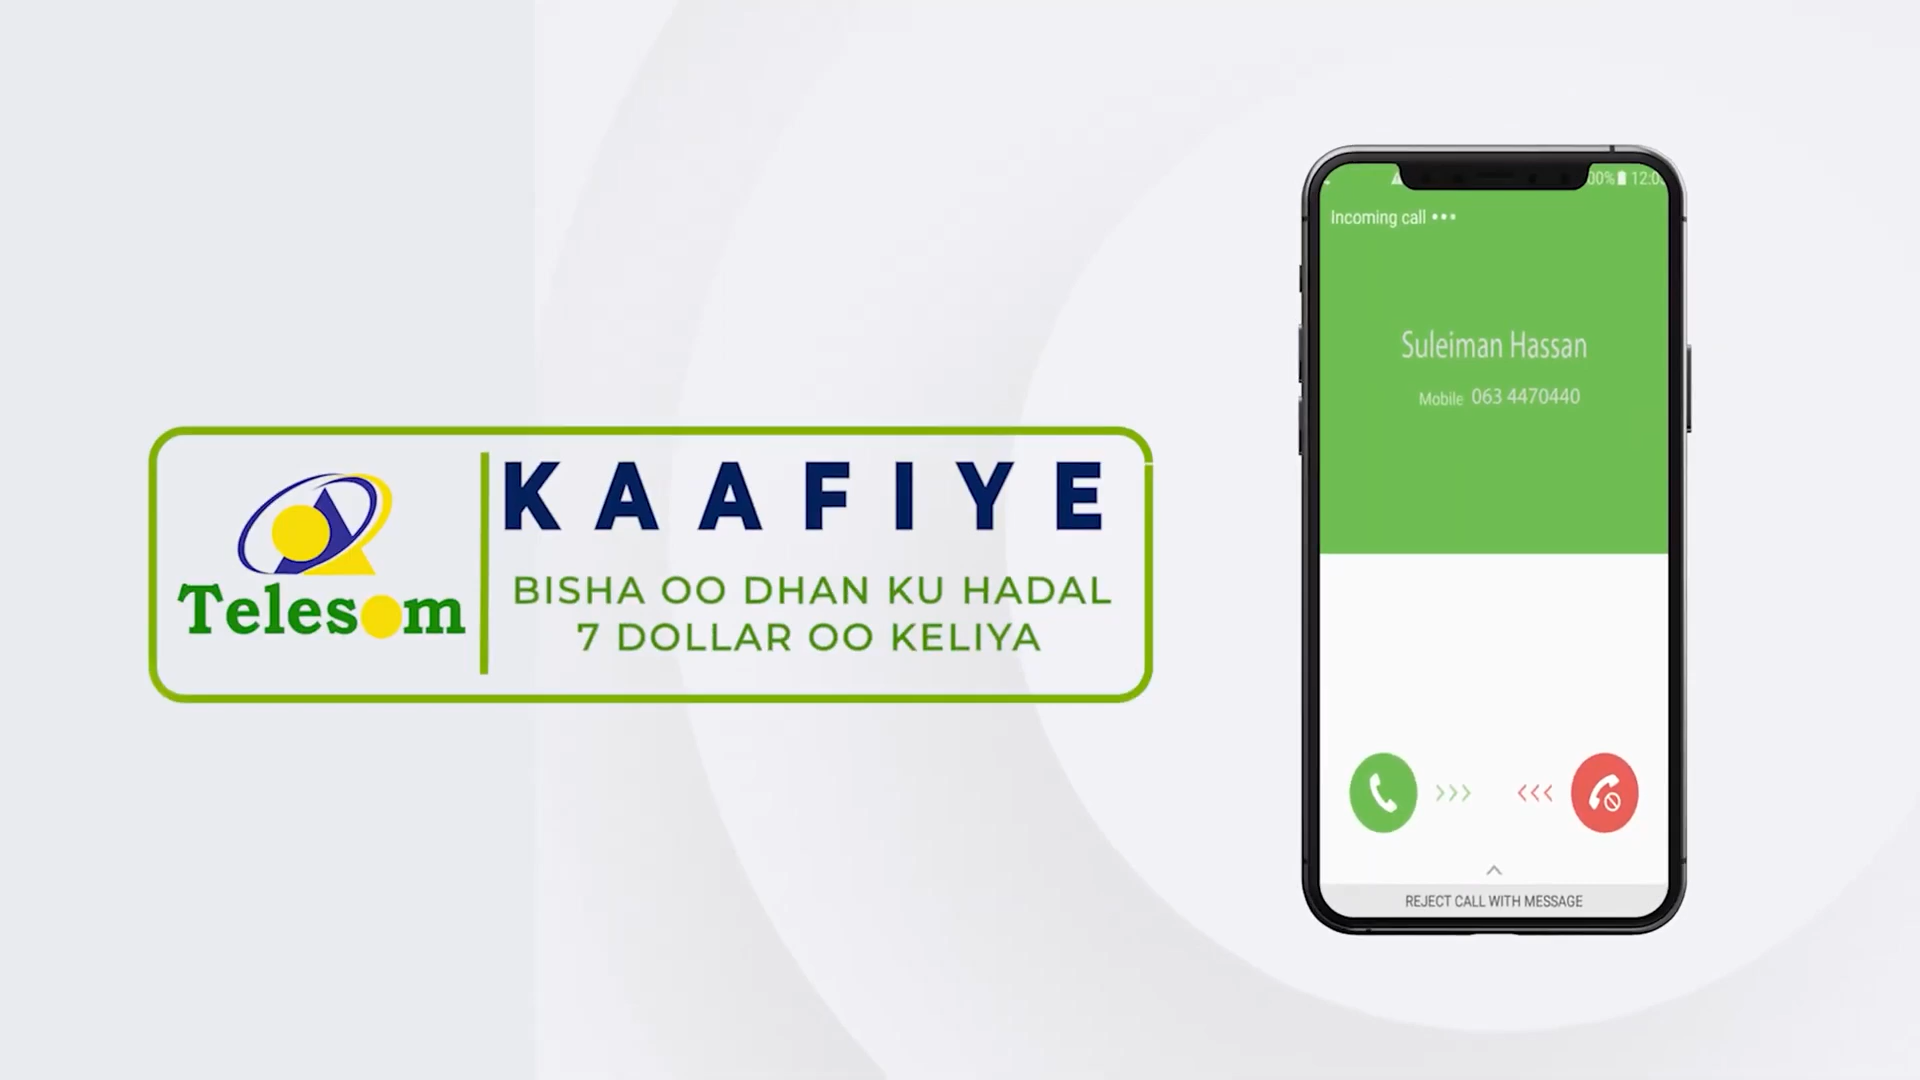 Telesom
KAAFIYE
BISHA OO DHAN KU HADAL
7 DOLLAR OO KELIYA
Incoming call •••
Suleiman Hassan
Mobile 063 4470440
REJECT CALL WITH MESSAGE